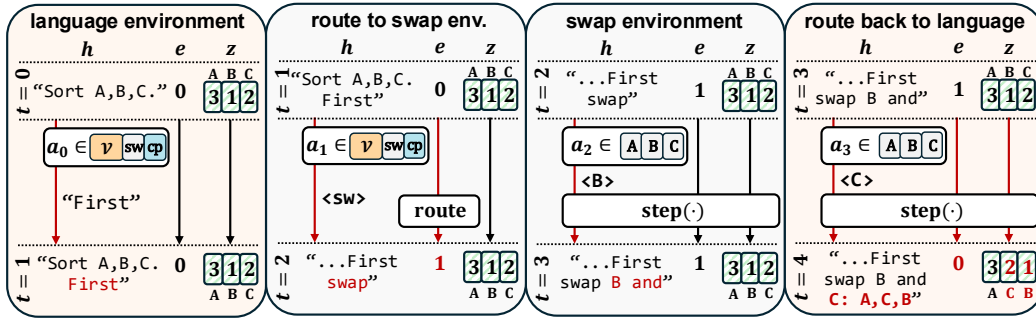 language environment
h e z
t = 0
"Sort A,B,C." 0
A B C
3 1 2
a0 ∈ 𝒱 sw cp
"First"
t = 1
"Sort A,B,C.
First"
0
3 1 2
A B C
route to swap env.
h e z
t = 1
"Sort A,B,C.
First"
0
A B C
3 1 2
a1 ∈ 𝒱 sw cp
<sw>
route
t = 2
"...First
swap"
1
3 1 2
A B C
swap environment
h e z
t = 2
"...First
swap"
1
A B C
3 1 2
a2 ∈ A B C
<B>
step(·)
t = 3
"...First
swap B and"
1
3 1 2
A B C
route back to language
h e z
t = 3
"...First
swap B and"
1
A B C
3 1 2
a3 ∈ A B C
<C>
step(·)
t = 4
"...First
swap B and
C: A,C,B"
0
3 2 1
A C B